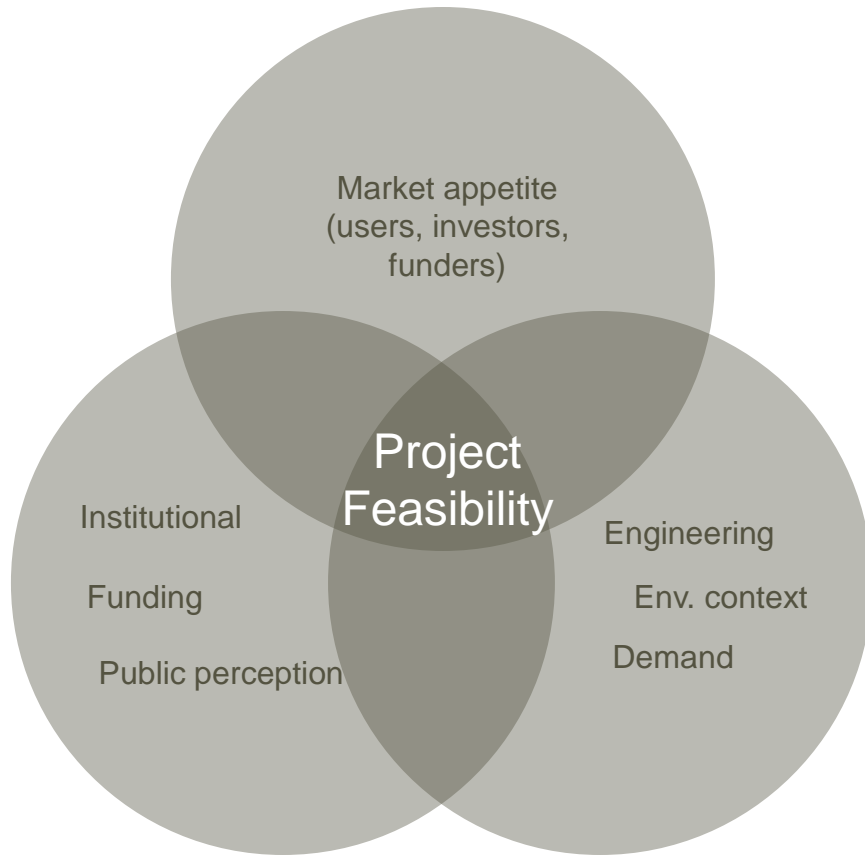 Market appetite
(users, investors,
funders)
Project
Feasibility
Institutional
Funding
Public perception
Engineering
Env. context
Demand